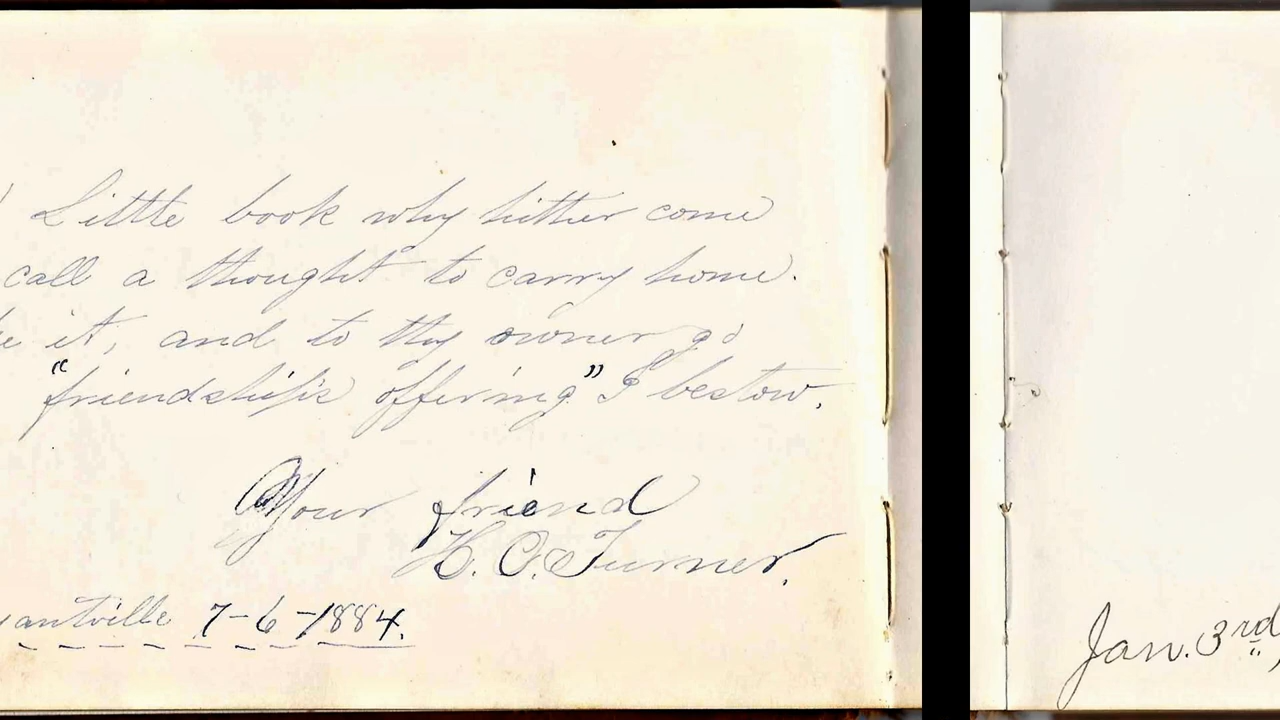 Little book why hither come
call a thought to carry home.
it, and to thy owner go
"friendship's offering" I bestow.
Your friend
H. O. Turner.
7-6-1884.
Jan. 3rd